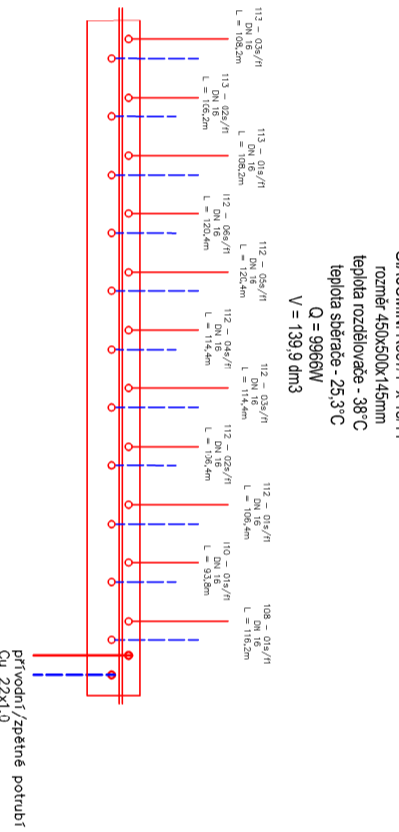 rozměr 450x500x145mm
teplota rozdělovače - 38°C
teplota sběrače - 25,3°C
Q = 9966W
V = 139,9 dm3
113 - 03s/f1
DN 16
L = 108,2m
113 - 02s/f1
DN 16
L = 106,2m
113 - 01s/f1
DN 16
L = 108,2m
112 - 06s/f1
DN 16
L = 120,4m
112 - 05s/f1
DN 16
L = 120,4m
112 - 04s/f1
DN 16
L = 114,4m
112 - 03s/f1
DN 16
L = 114,4m
112 - 02s/f1
DN 16
L = 106,4m
112 - 01s/f1
DN 16
L = 106,4m
110 - 01s/f1
DN 16
L = 93,8m
108 - 01s/f1
DN 16
L = 116,2m
přívodní/zpětné potrubí
Cu 22x1,0